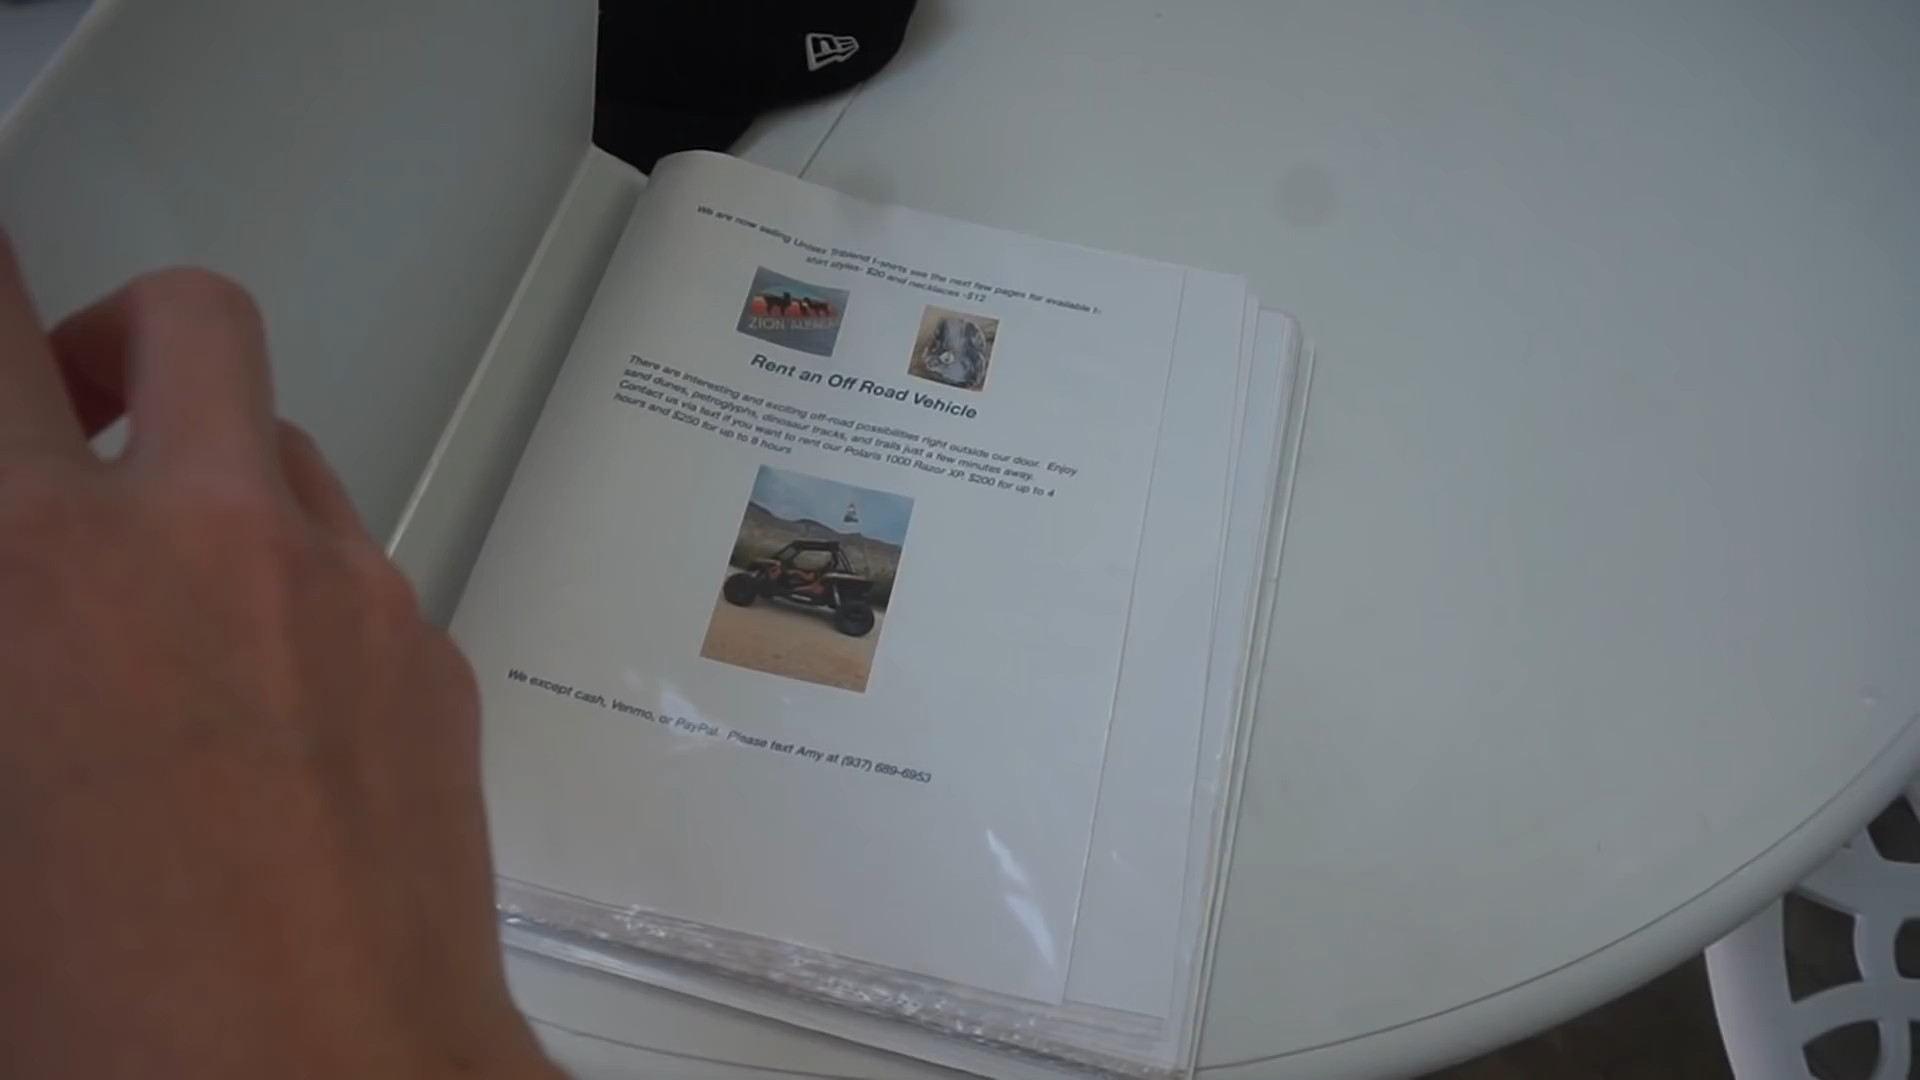 We are now selling Unisex Triblend t-shirts see the next few pages for available t-
shirt styles- $20 and necklaces -$12
ZION
Rent an Off Road Vehicle
There are interesting and exciting off-road possibilities right outside our door. Enjoy
sand dunes, petroglyphs, dinosaur tracks, and trails just a few minutes away.
Contact us via text if you want to rent our Polaris 1000 Razor XP. $200 for up to 4
hours and $250 for up to 8 hours
We except cash, Venmo, or PayPal. Please text Amy at (937) 689-6953